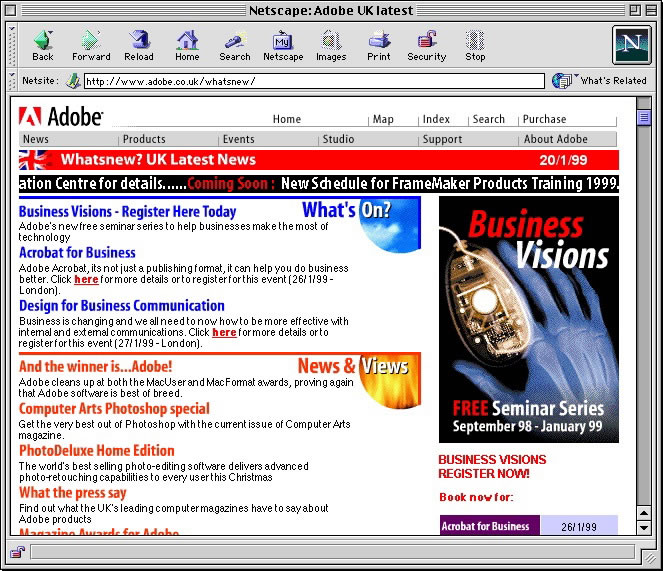 Netscape: Adobe UK latest
Back Forward Reload Home Search Netscape Images Print Security Stop
N
Netsite: http://www.adobe.co.uk/whatsnew/ What's Related
Adobe
Home Map Index Search Purchase
News Products Events Studio Support About Adobe
Whatsnew? UK Latest News 20/1/99
ation Centre for details......Coming Soon : New Schedule for FrameMaker Products Training 1999.
What's On?
Business Visions - Register Here Today
Adobe's new free seminar series to help businesses make the most of
technology
Acrobat for Business
Adobe Acrobat, its not just a publishing format, it can help you do business
better. Click here for more details or to register for this event (26/1/99 -
London).
Design for Business Communication
Business is changing and we all need to now how to be more effective with
internal and external communications. Click here for more details or to
register for this event (27/1/99 - London).
News & Views
And the winner is...Adobe!
Adobe cleans up at both the MacUser and MacFormat awards, proving again
that Adobe software is best of breed.
Computer Arts Photoshop special
Get the very best out of Photoshop with the current issue of Computer Arts
magazine.
PhotoDeluxe Home Edition
The world's best selling photo-editing software delivers advanced
photo-retouching capabilities to every user this Christmas
What the press say
Find out what the UK's leading computer magazines have to say about
Adobe products
Magazine Awards for Adobe
Business
Visions
FREE Seminar Series
September 98 - January 99
BUSINESS VISIONS
REGISTER NOW!
Book now for:
Acrobat for Business 26/1/99